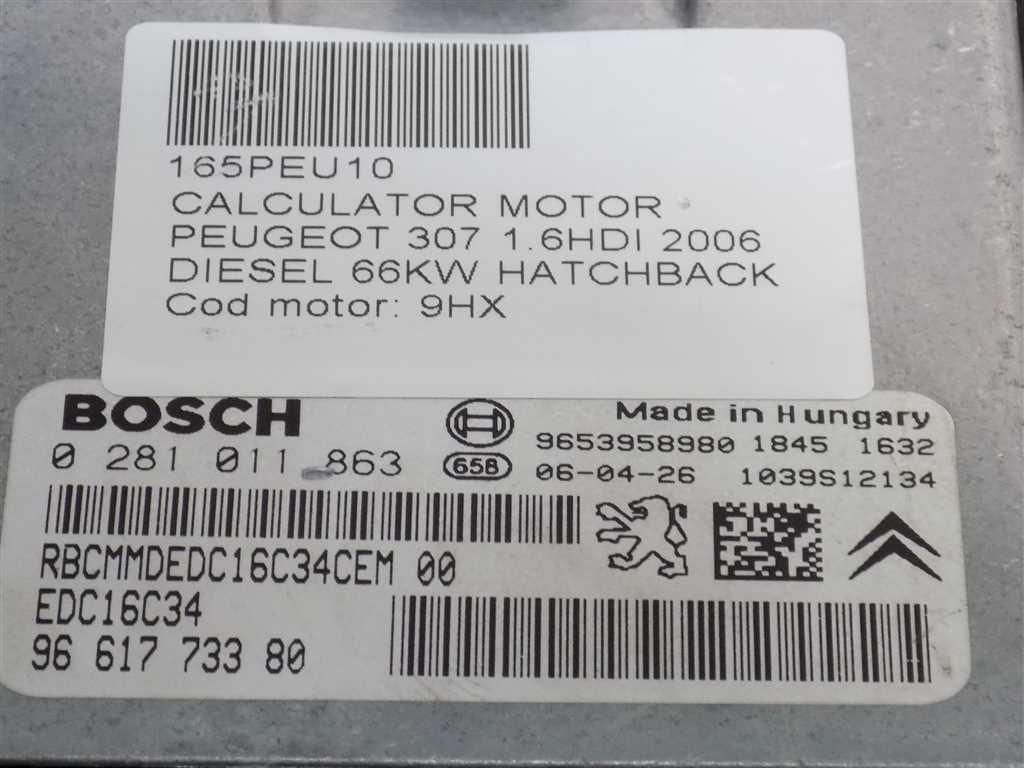 165PEU10
CALCULATOR MOTOR
PEUGEOT 307 1.6HDI 2006
DIESEL 66KW HATCHBACK
Cod motor: 9HX
BOSCH
0 281 011 863
658
Made in Hungary
9653958980 1845 1632
06-04-26 1039S12134
RBCMMDEDC16C34CEM 00
EDC16C34
96 617 733 80